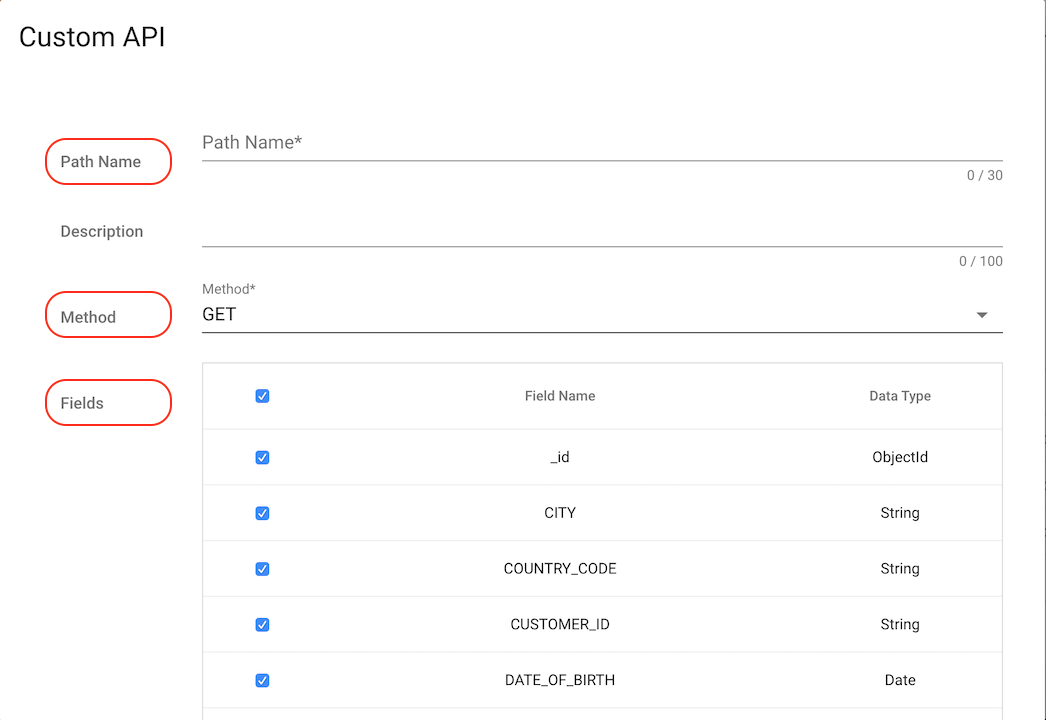 Custom API
Path Name
Path Name*
0 / 30
Description
0 / 100
Method
Method*
GET
Fields
Field Name Data Type
_id ObjectId
CITY String
COUNTRY_CODE String
CUSTOMER_ID String
DATE_OF_BIRTH Date